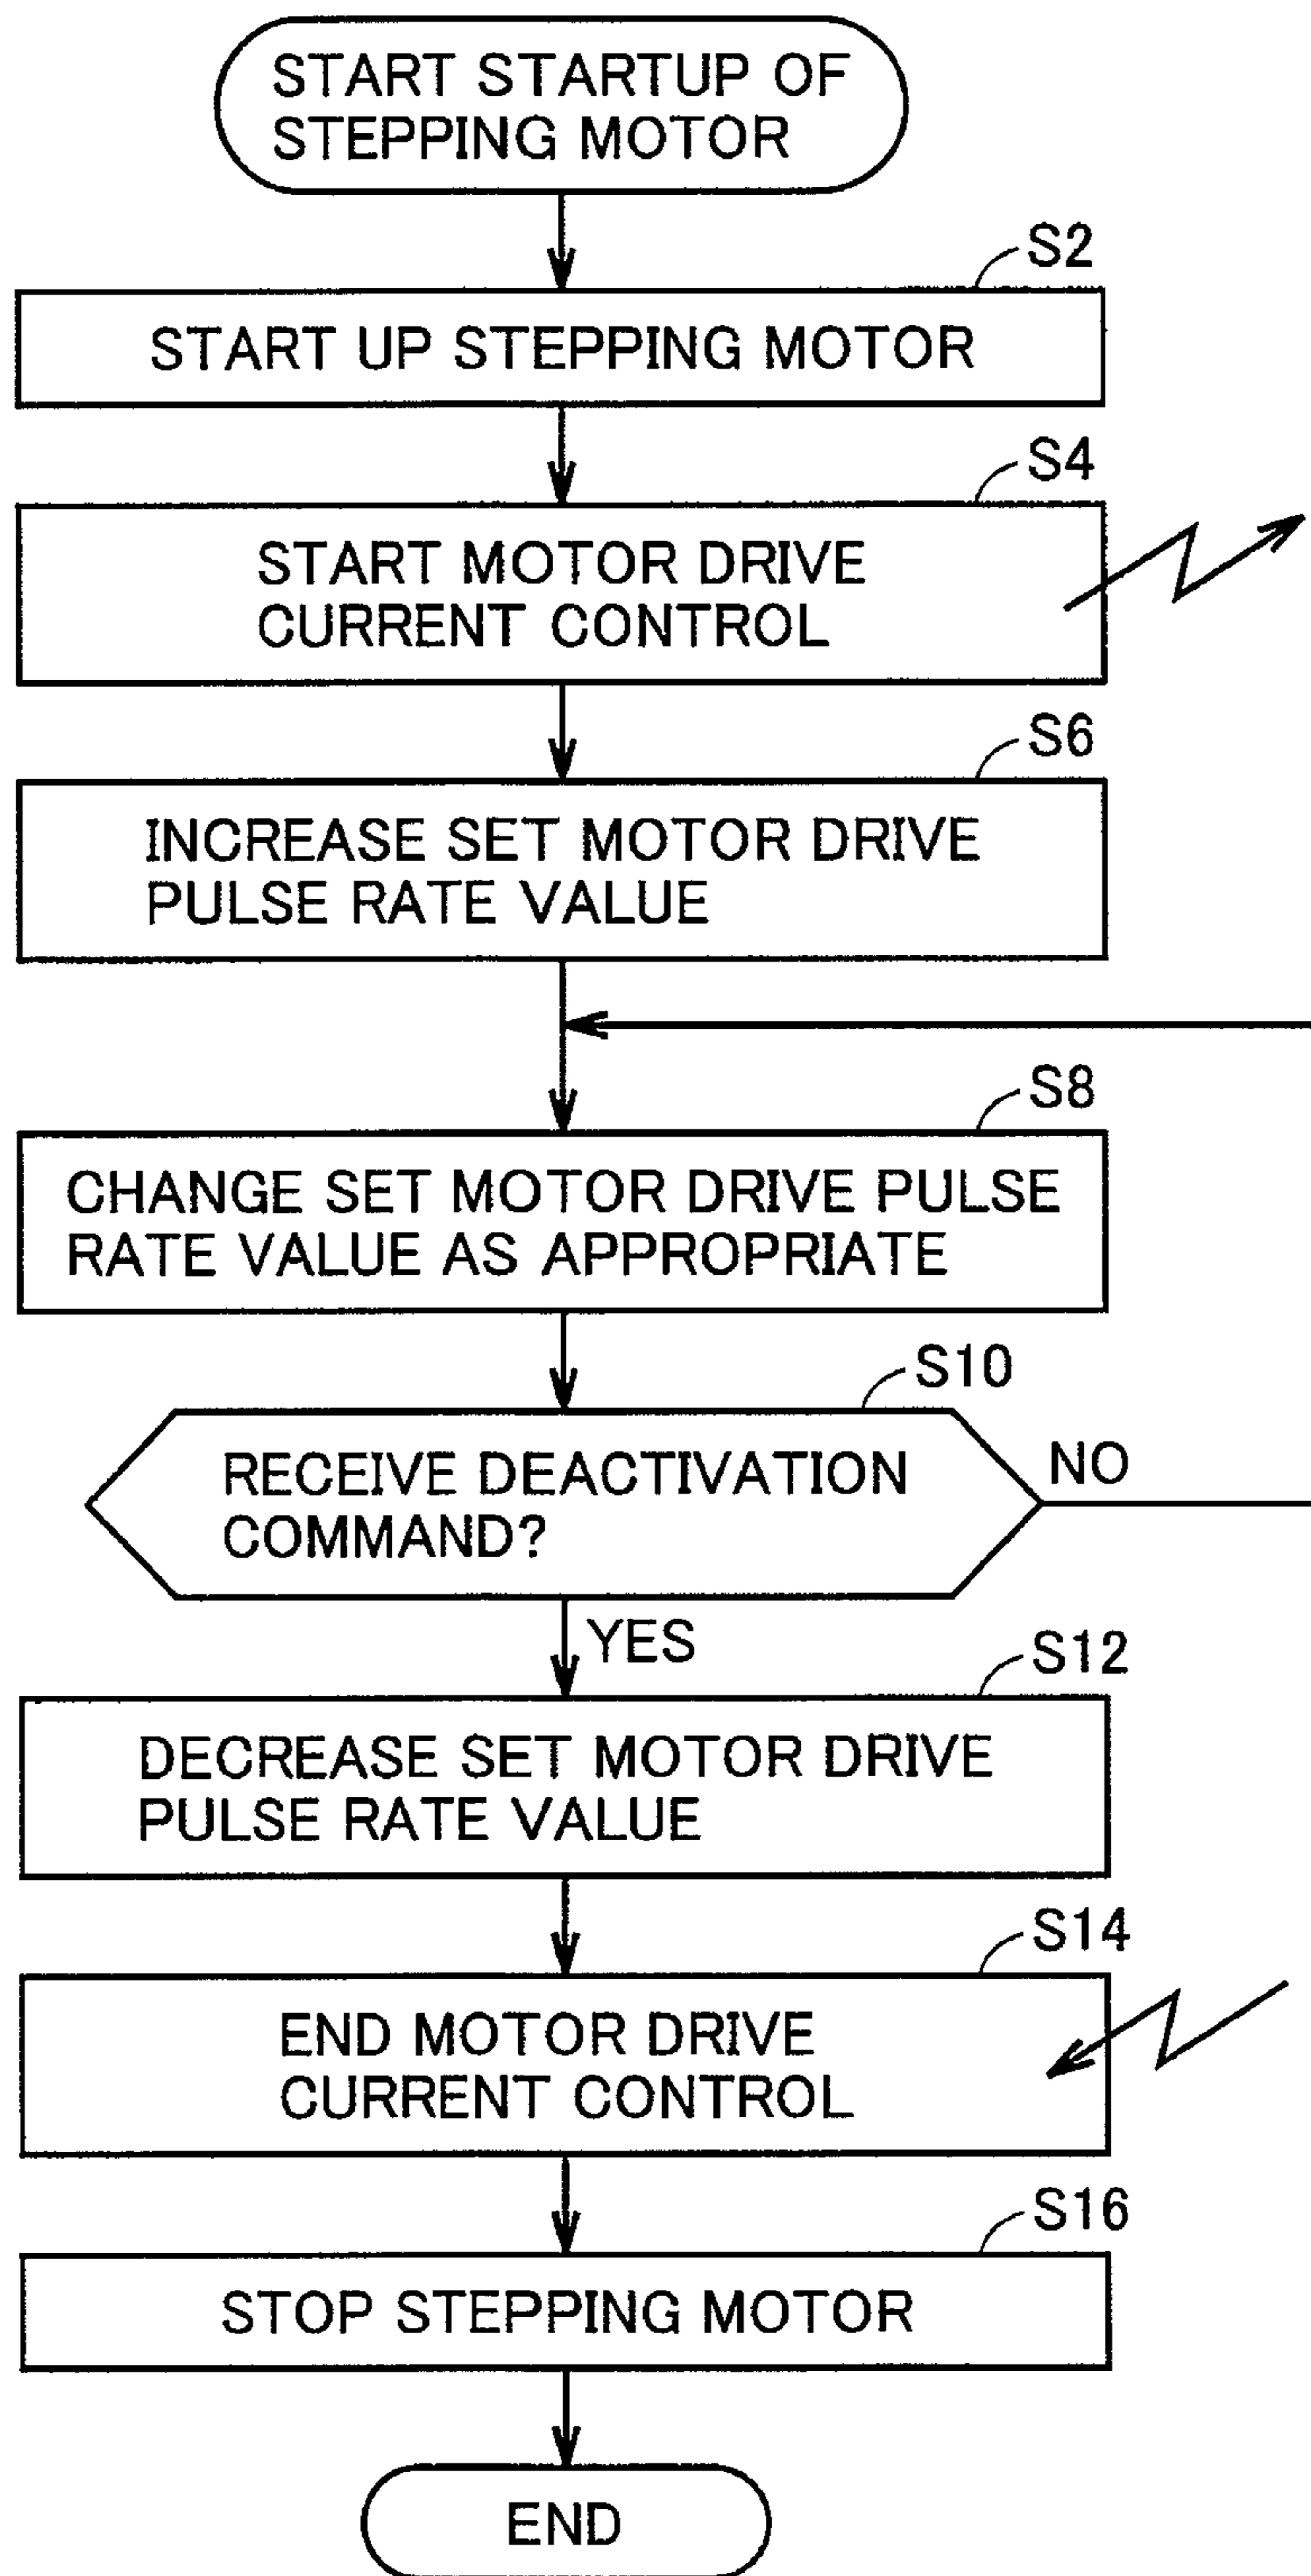 START STARTUP OF
STEPPING MOTOR
S2
START UP STEPPING MOTOR
S4
START MOTOR DRIVE
CURRENT CONTROL
S6
INCREASE SET MOTOR DRIVE
PULSE RATE VALUE
S8
CHANGE SET MOTOR DRIVE PULSE
RATE VALUE AS APPROPRIATE
S10
RECEIVE DEACTIVATION
COMMAND?
NO
YES
S12
DECREASE SET MOTOR DRIVE
PULSE RATE VALUE
S14
END MOTOR DRIVE
CURRENT CONTROL
S16
STOP STEPPING MOTOR
END